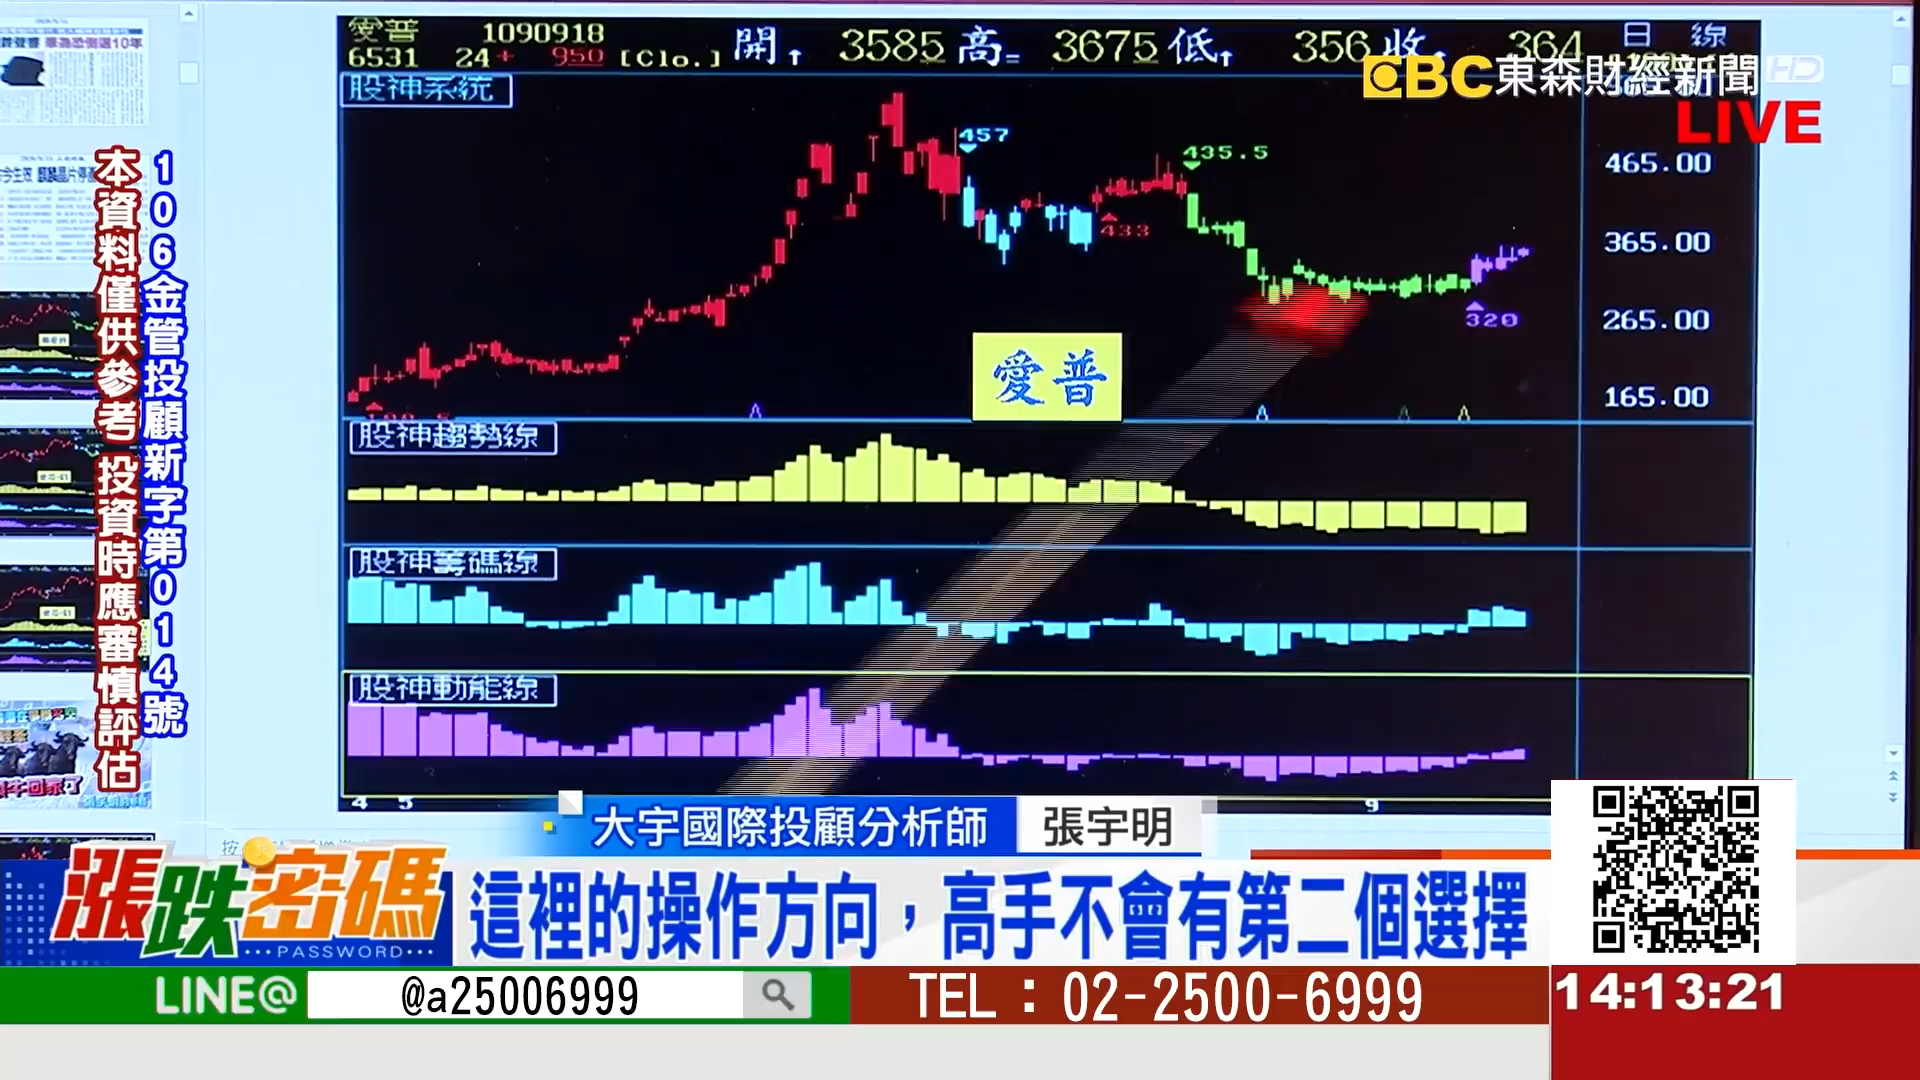 愛普 1090918
6531 24+ 950 [Clo.] 開↑ 3585 高= 3675 低↑ 356 收 364 日線
EBC 東森財經新聞 HD
LIVE
股神系統
457
435.5
433
320
465.00
365.00
265.00
165.00
愛普
股神趨勢線
股神籌碼線
股神動能線
4 5
9
106金管投顧新字第014號
本資料僅供參考 投資時應審慎評估
大宇國際投顧分析師 張宇明
漲跌密碼
PASSWORD
這裡的操作方向，高手不會有第二個選擇
LINE@ @a25006999
TEL：02-2500-6999
14:13:21